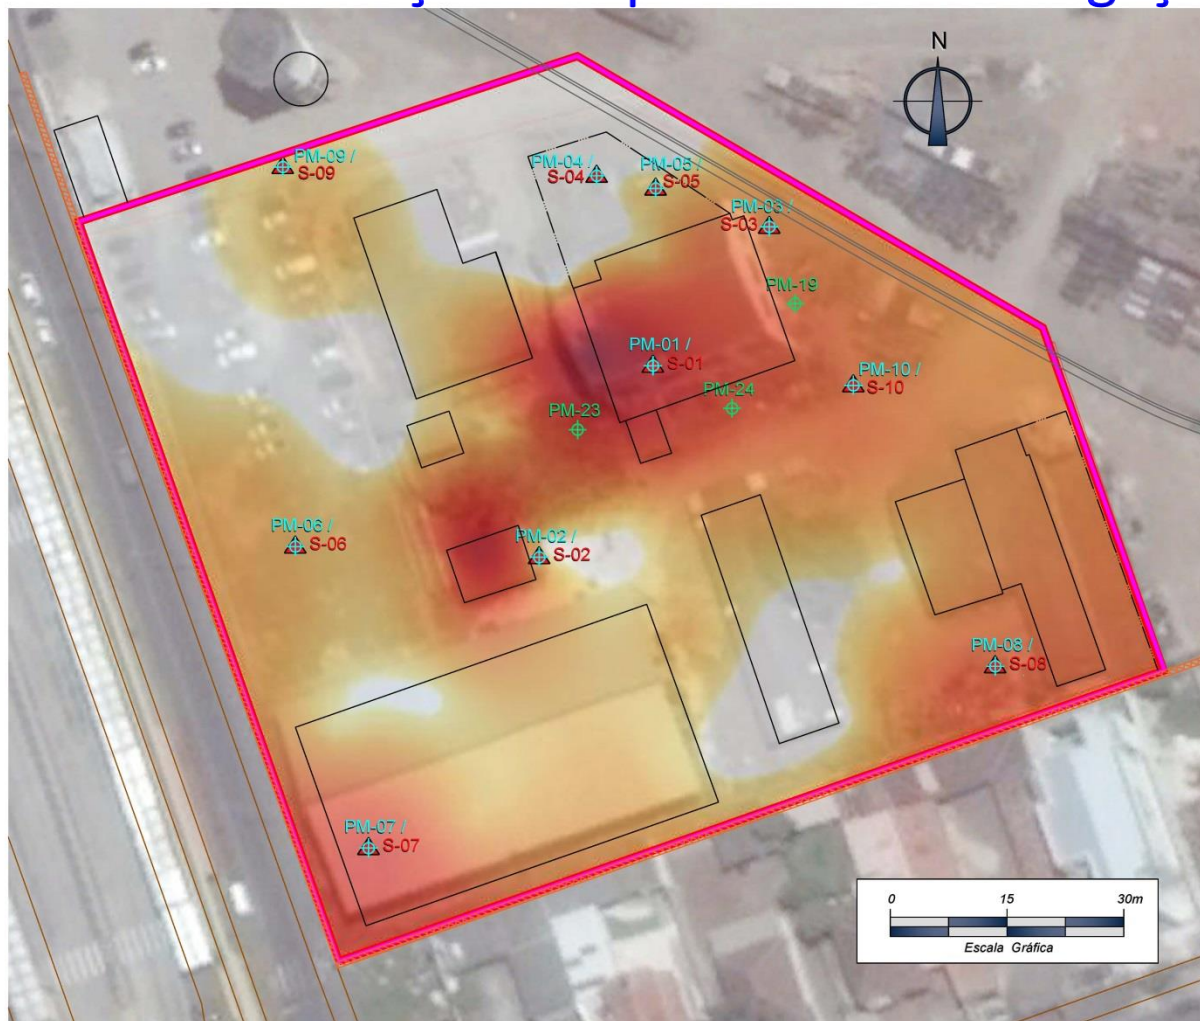 N
PM-09 /
S-09
PM-04 /
S-04
PM-05 /
S-05
PM-03 /
S-03
PM-19
PM-01 /
S-01
PM-10 /
S-10
PM-24
PM-23
PM-06 /
S-06
PM-02 /
S-02
PM-08 /
S-08
PM-07 /
S-07
0 15 30m
Escala Gráfica